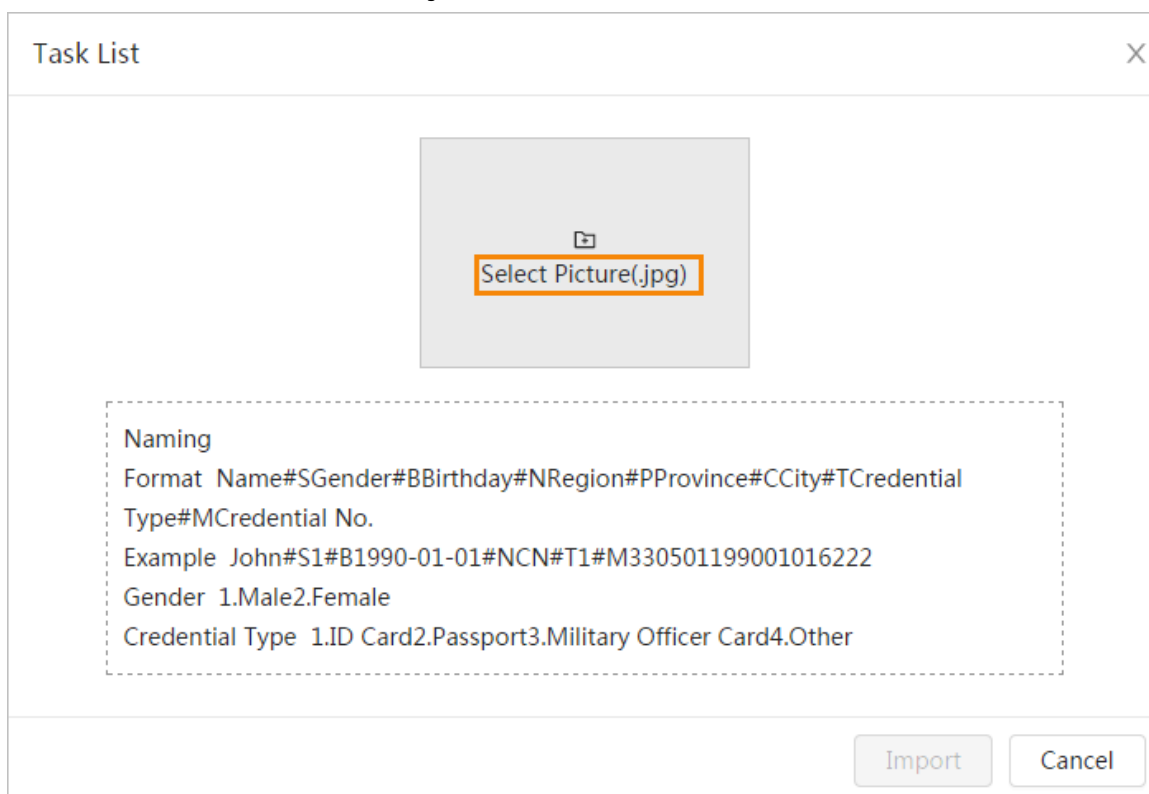 Task List
X
Select Picture(.jpg)
Naming
Format  Name#SGender#BBirthday#NRegion#PProvince#CCity#TCredential
Type#MCredential No.
Example  John#S1#B1990-01-01#NCN#T1#M330501199001016222
Gender  1.Male2.Female
Credential Type  1.ID Card2.Passport3.Military Officer Card4.Other
Import
Cancel